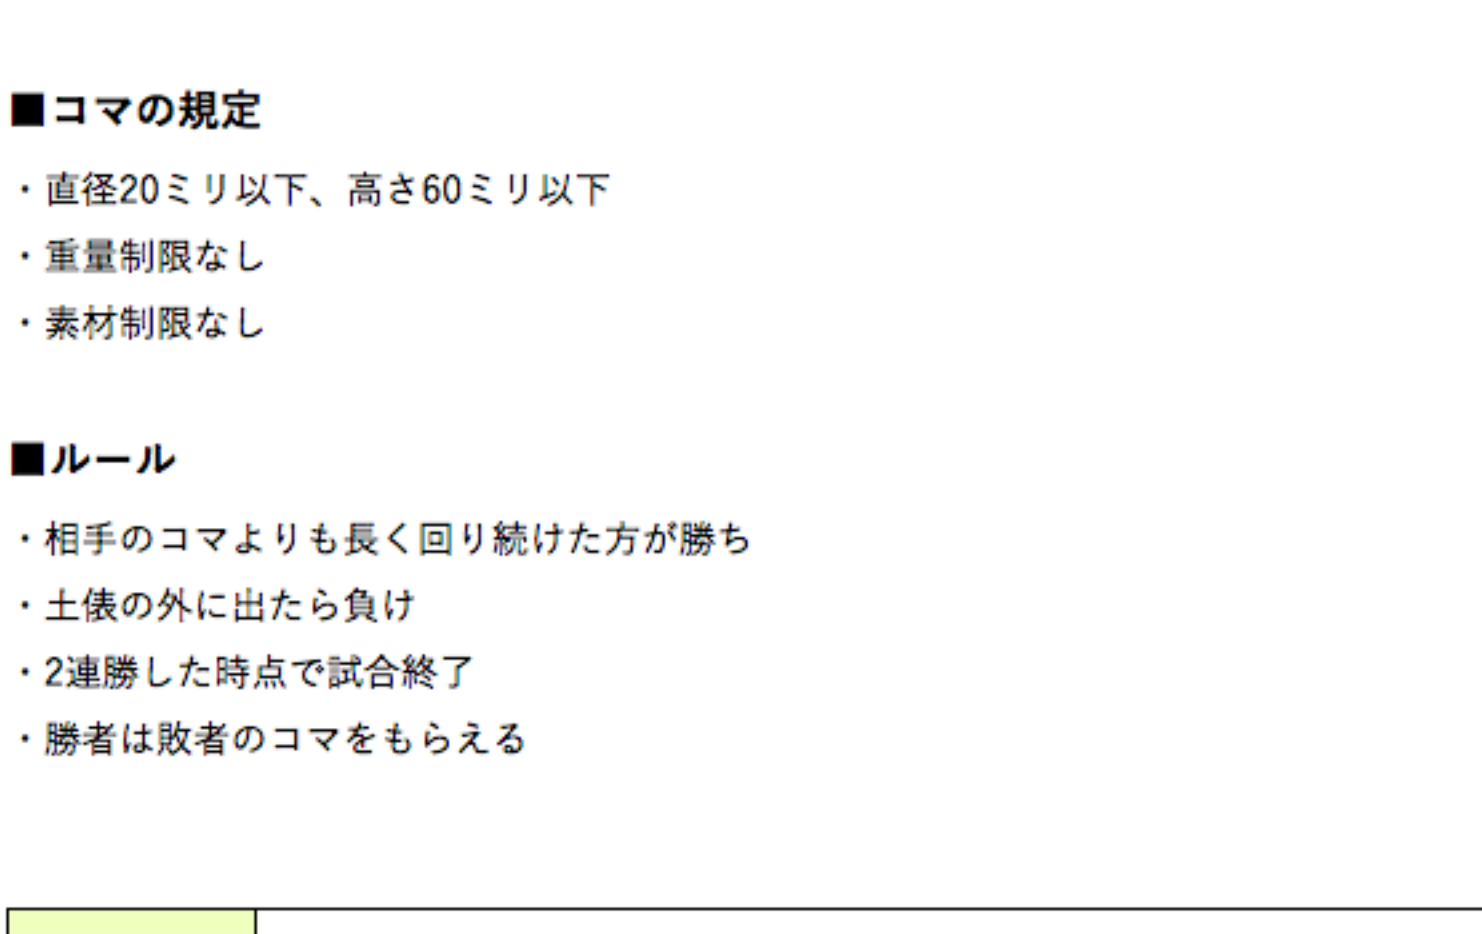 ■コマの規定
・直径20ミリ以下、高さ60ミリ以下
・重量制限なし
・素材制限なし
■ルール
・相手のコマよりも長く回り続けた方が勝ち
・土俵の外に出たら負け
・2連勝した時点で試合終了
・勝者は敗者のコマをもらえる